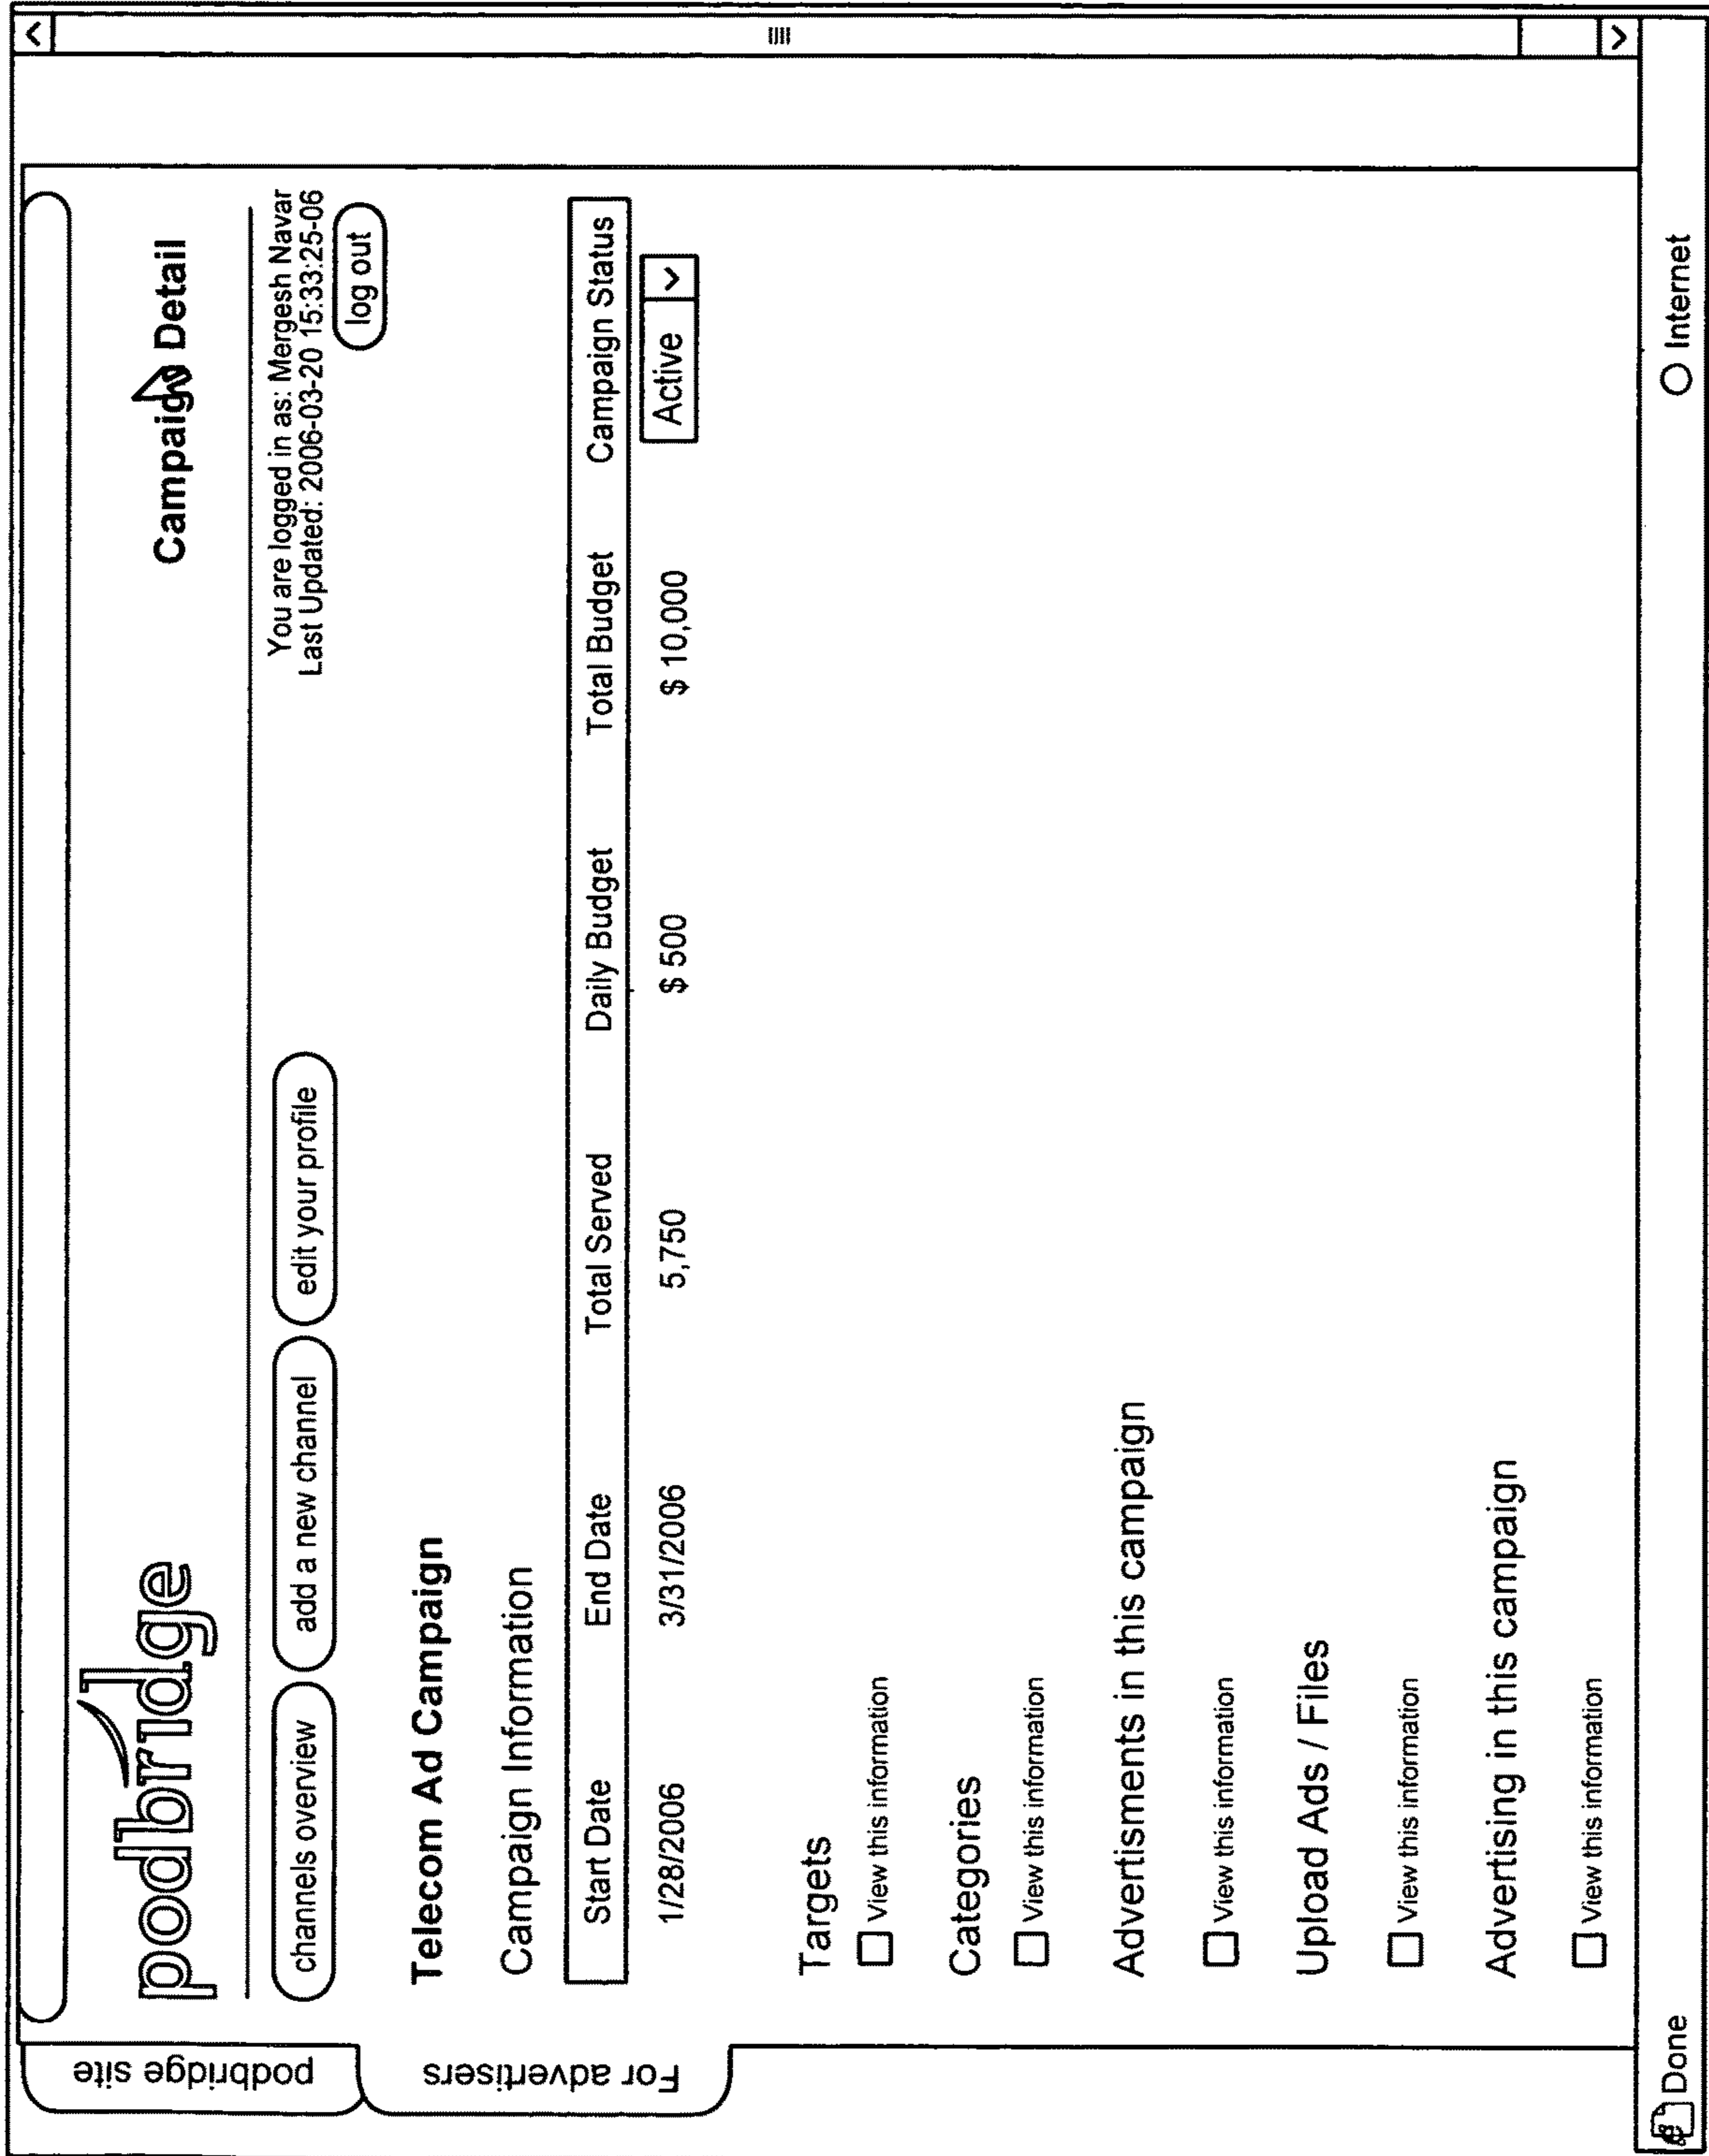 podbridge site
For advertisers
podbridge
Campaign Detail
You are logged in as: Mergesh Navar
Last Updated: 2006-03-20 15:33:25-06
channels overview
add a new channel
edit your profile
log out
Telecom Ad Campaign
Campaign Information
Start Date End Date Total Served Daily Budget Total Budget Campaign Status
1/28/2006 3/31/2006 5,750 $ 500 $ 10,000 Active
Targets
View this information
Categories
View this information
Advertisments in this campaign
View this information
Upload Ads / Files
View this information
Advertising in this campaign
View this information
Done
Internet